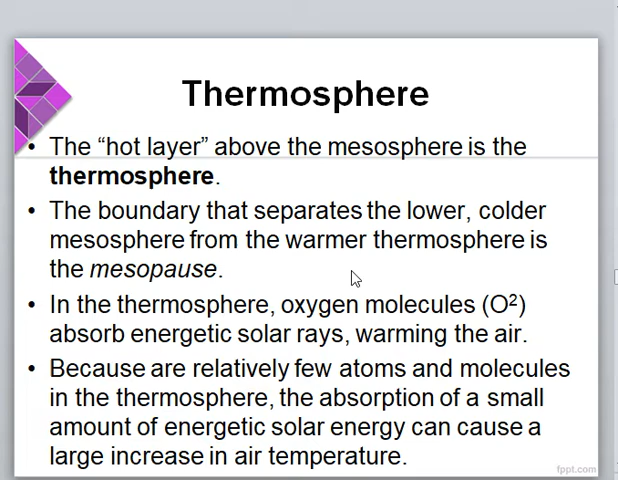 Thermosphere
• The “hot layer” above the mesosphere is the
thermosphere.
• The boundary that separates the lower, colder
mesosphere from the warmer thermosphere is
the mesopause.
• In the thermosphere, oxygen molecules (O²)
absorb energetic solar rays, warming the air.
• Because are relatively few atoms and molecules
in the thermosphere, the absorption of a small
amount of energetic solar energy can cause a
large increase in air temperature.
fppt.com